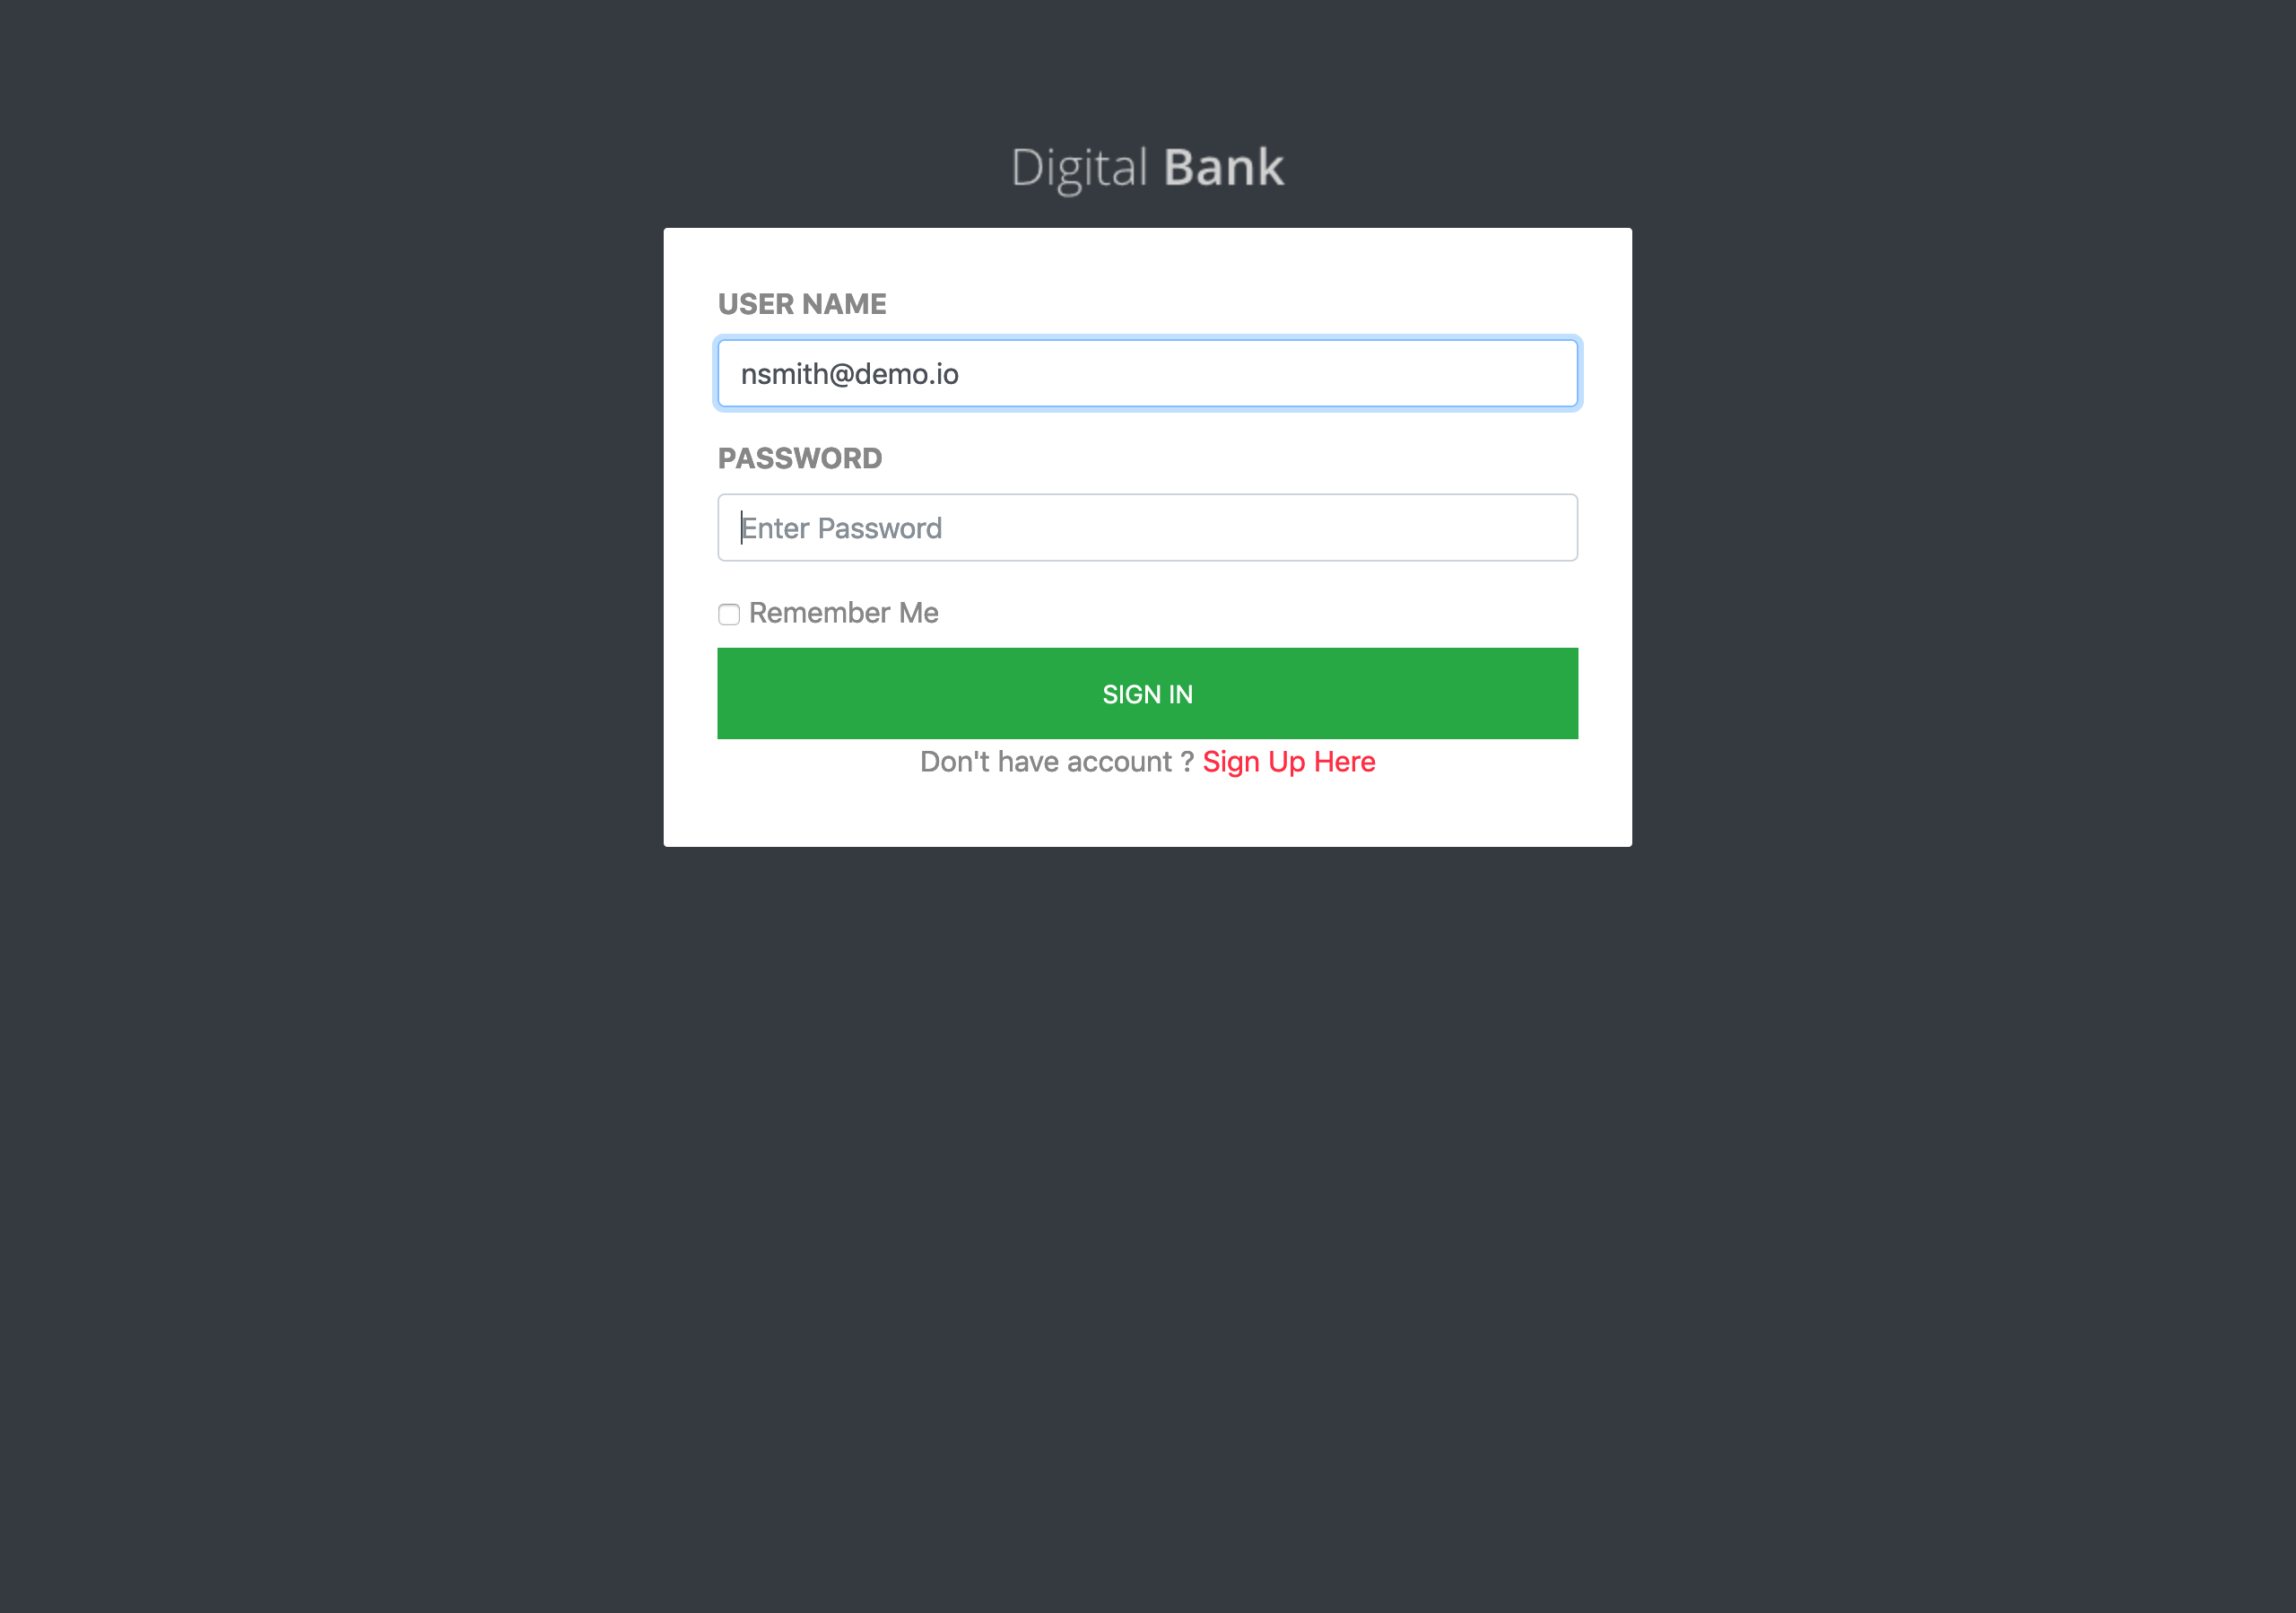 Digital Bank
USER NAME
nsmith@demo.io
PASSWORD
Enter Password
Remember Me
SIGN IN
Don't have account ? Sign Up Here